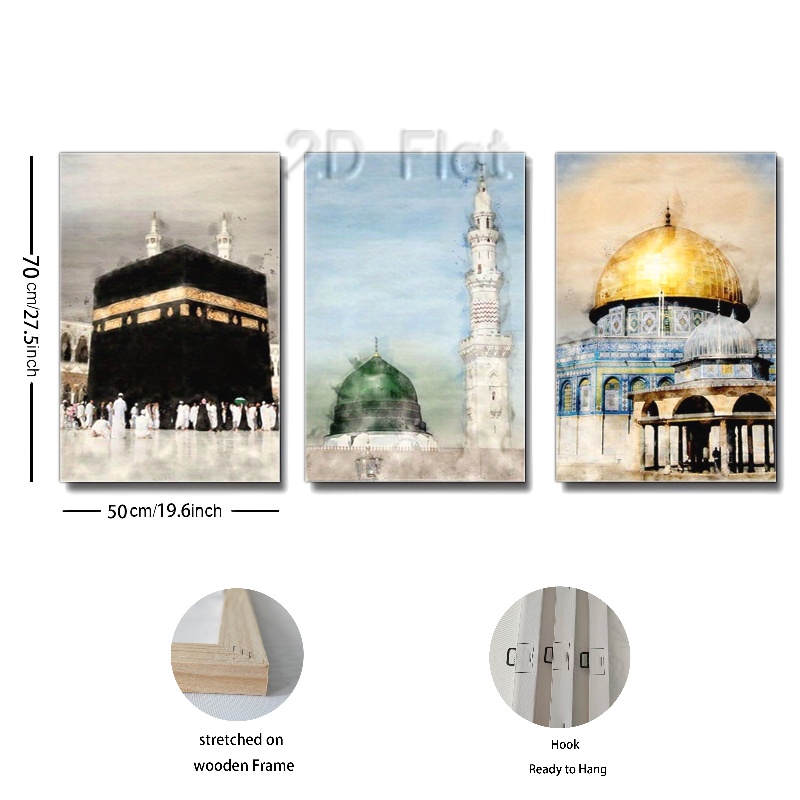 2D Flat
70 cm/27.5inch
50 cm/19.6inch
stretched on
wooden Frame
Hook
Ready to Hang